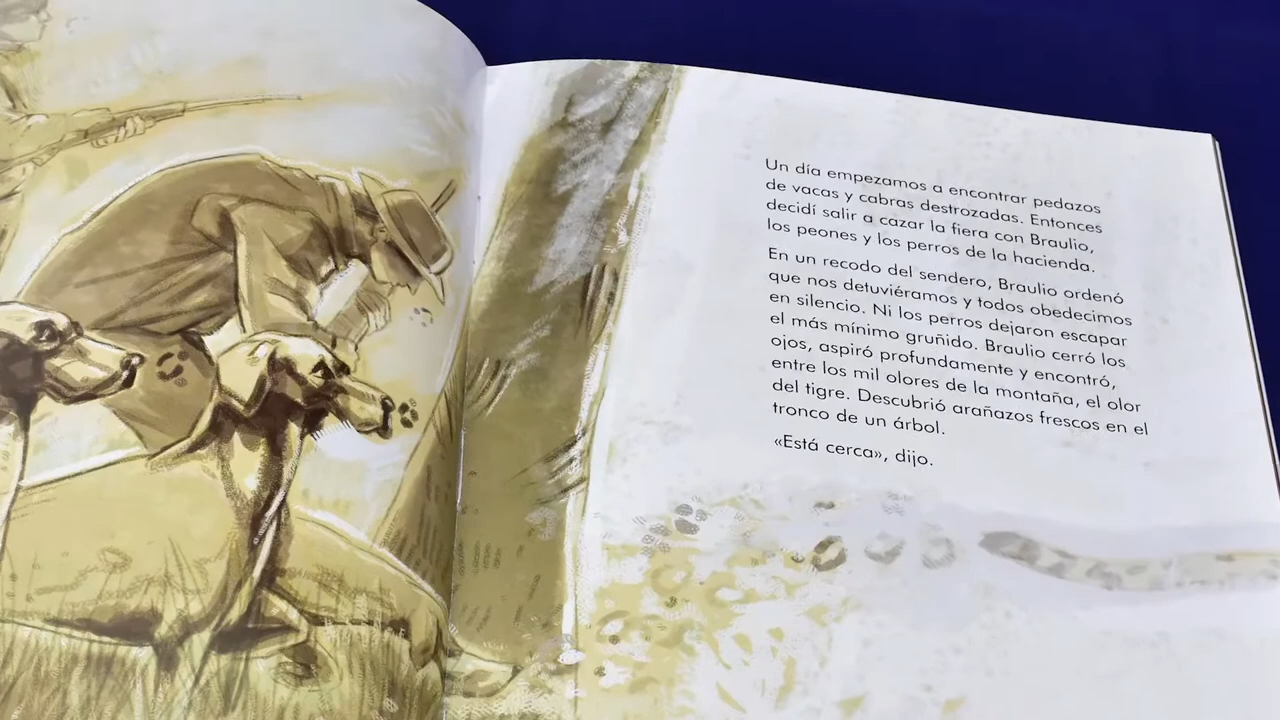 Un día empezamos a encontrar pedazos
de vacas y cabras destrozadas. Entonces
decidí salir a cazar la fiera con Braulio,
los peones y los perros de la hacienda.
En un recodo del sendero, Braulio ordenó
que nos detuviéramos y todos obedecimos
en silencio. Ni los perros dejaron escapar
el más mínimo gruñido. Braulio cerró los
ojos, aspiró profundamente y encontró,
entre los mil olores de la montaña, el olor
del tigre. Descubrió arañazos frescos en el
tronco de un árbol.
«Está cerca», dijo.